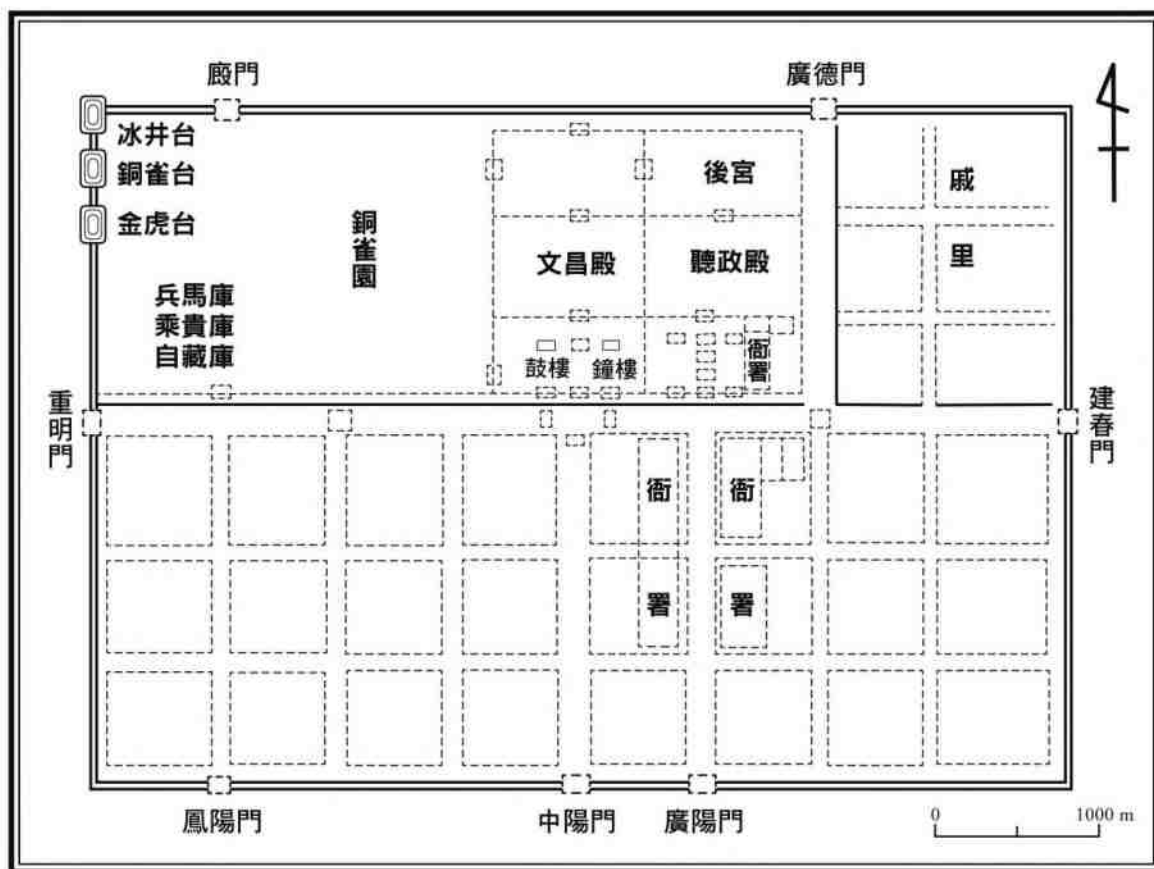 廄門
廣德門
冰井台
銅雀台
金虎台
銅雀園
兵馬庫
乘貴庫
自藏庫
後宮
文昌殿
聽政殿
鼓樓
鐘樓
衙署
戚里
重明門
建春門
衙署
衙署
鳳陽門
中陽門
廣陽門
0 1000 m